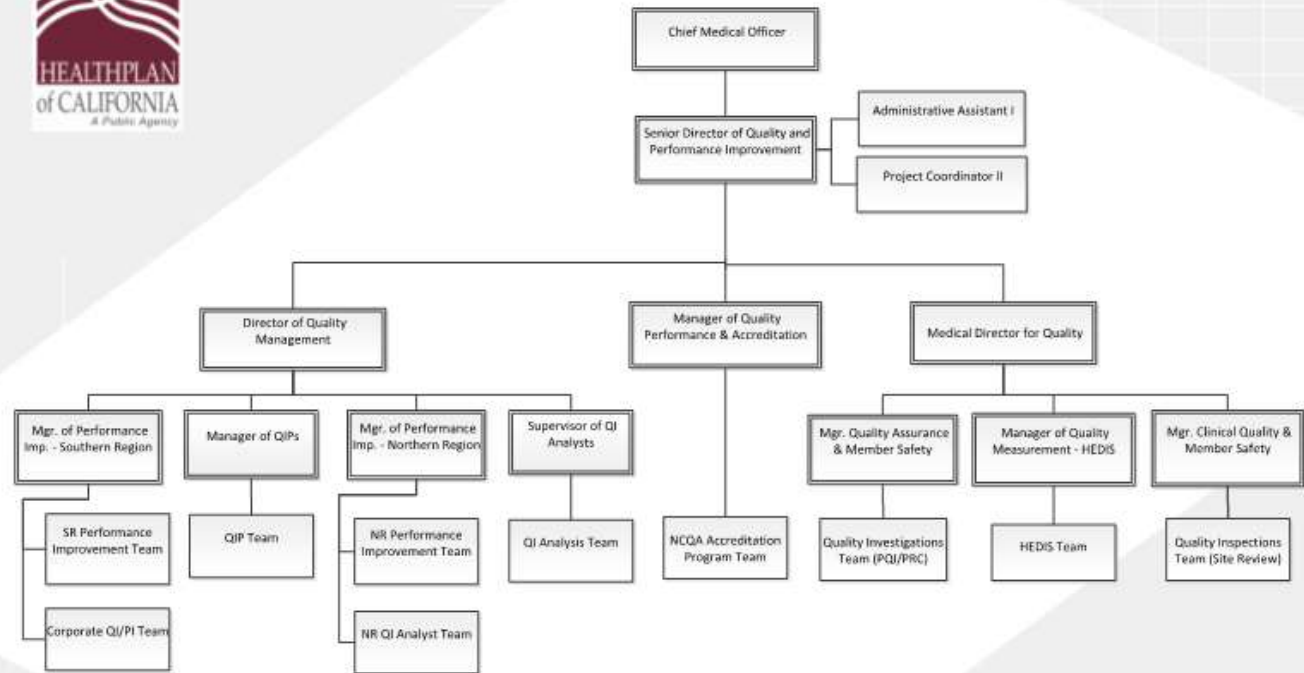 HEALTHPLAN
of CALIFORNIA
A Public Agency
Chief Medical Officer
Senior Director of Quality and
Performance Improvement
Administrative Assistant I
Project Coordinator II
Director of Quality
Management
Manager of Quality
Performance & Accreditation
Medical Director for Quality
Mgr. of Performance
Imp. - Southern Region
Manager of QIPs
Mgr. of Performance
Imp. - Northern Region
Supervisor of QI
Analysts
Mgr. Quality Assurance
& Member Safety
Manager of Quality
Measurement - HEDIS
Mgr. Clinical Quality &
Member Safety
SR Performance
Improvement Team
QIP Team
NR Performance
Improvement Team
QI Analysis Team
NCQA Accreditation
Program Team
Quality Investigations
Team (PQI/PRC)
HEDIS Team
Quality Inspections
Team (Site Review)
Corporate QI/PI Team
NR QI Analyst Team